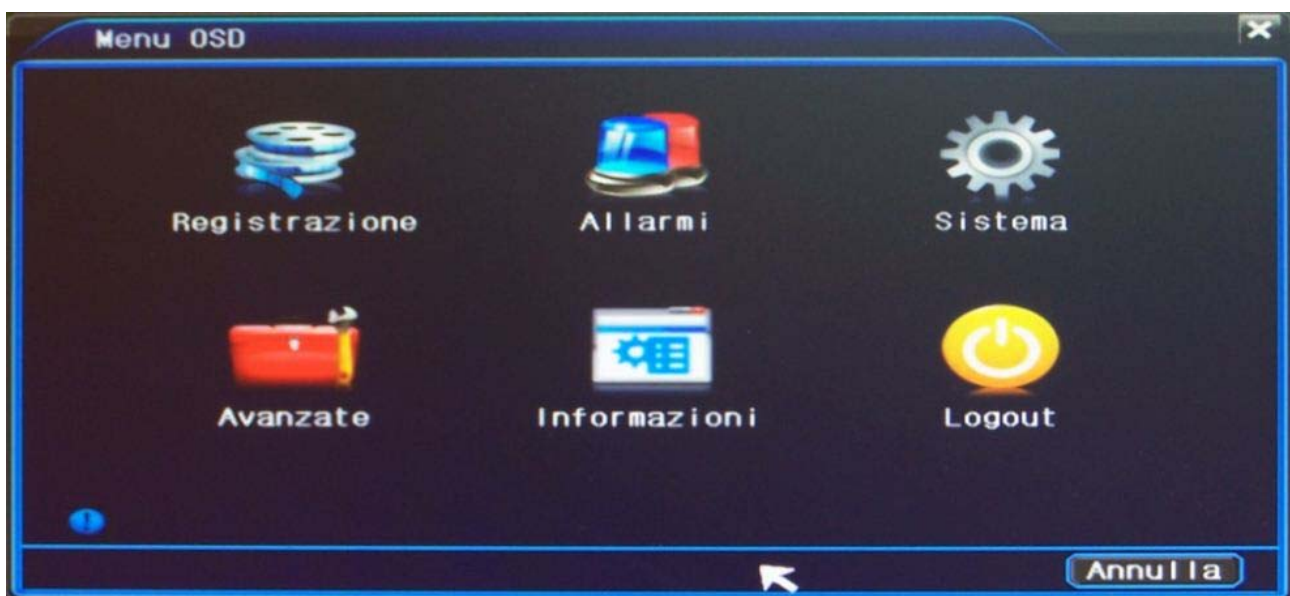 Menu OSD
Registrazione Allarmi Sistema
Avanzate Informazioni Logout
Annulla